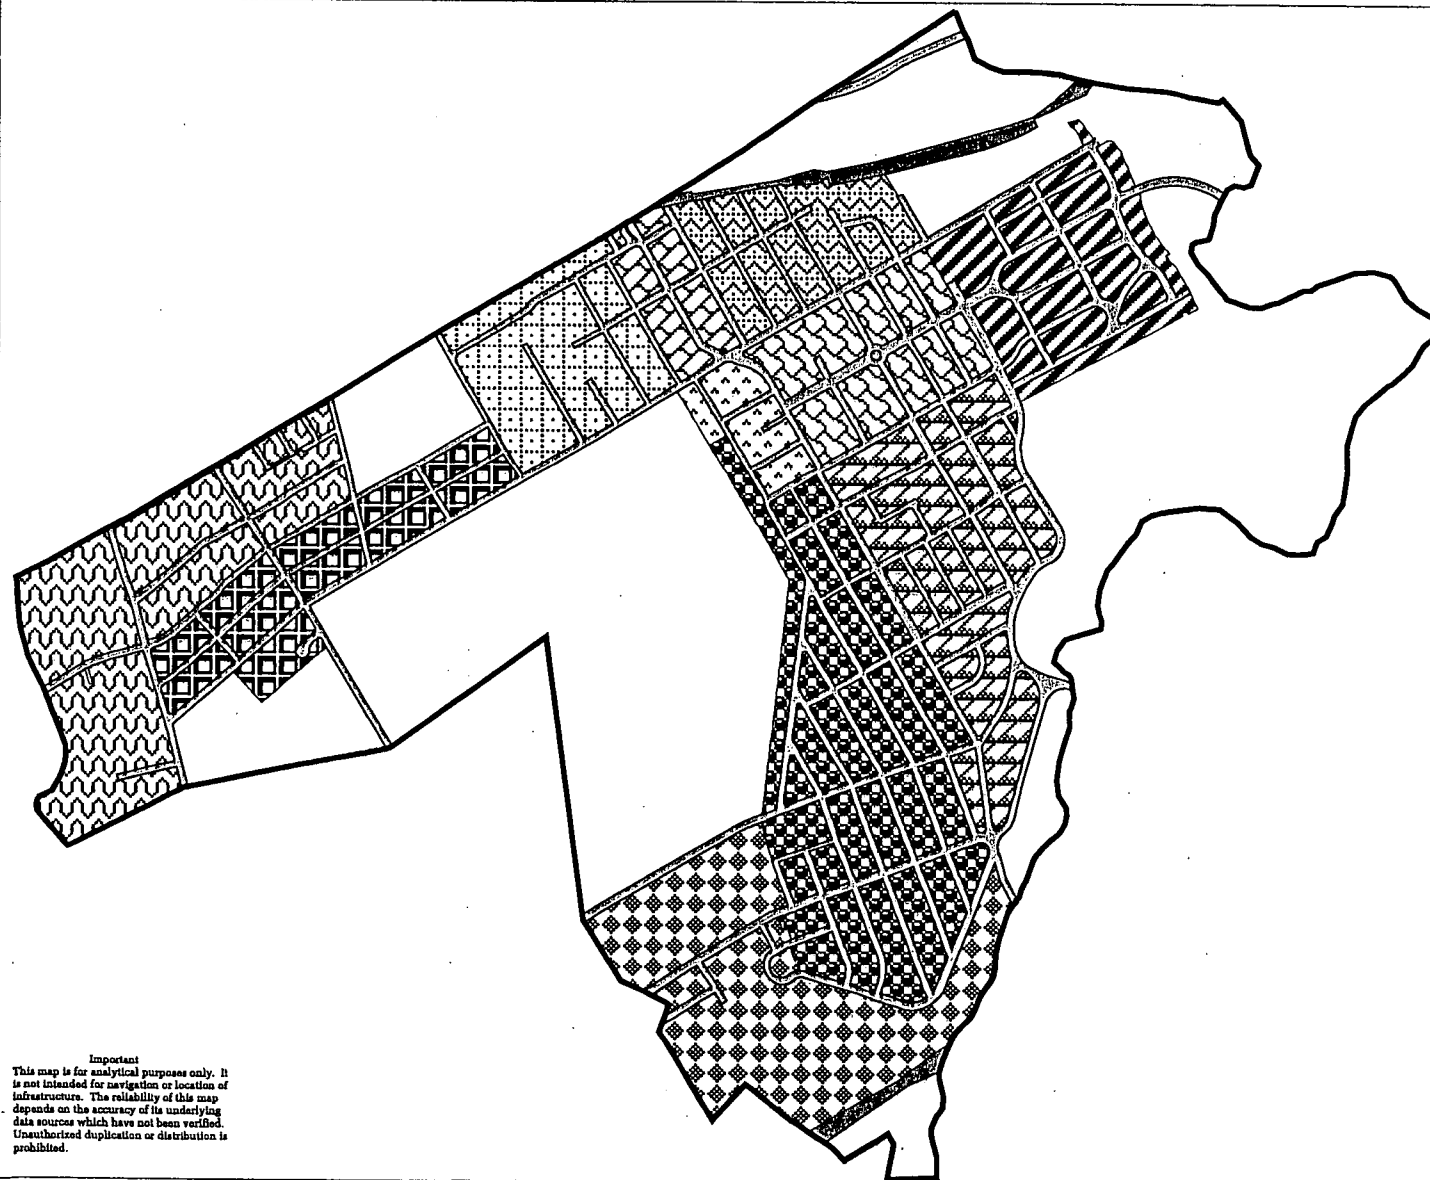 Important
This map is for analytical purposes only. It
is not intended for navigation or location of
infrastructure. The reliability of this map
depends on the accuracy of its underlying
data sources which have not been verified.
Unauthorized duplication or distribution is
prohibited.